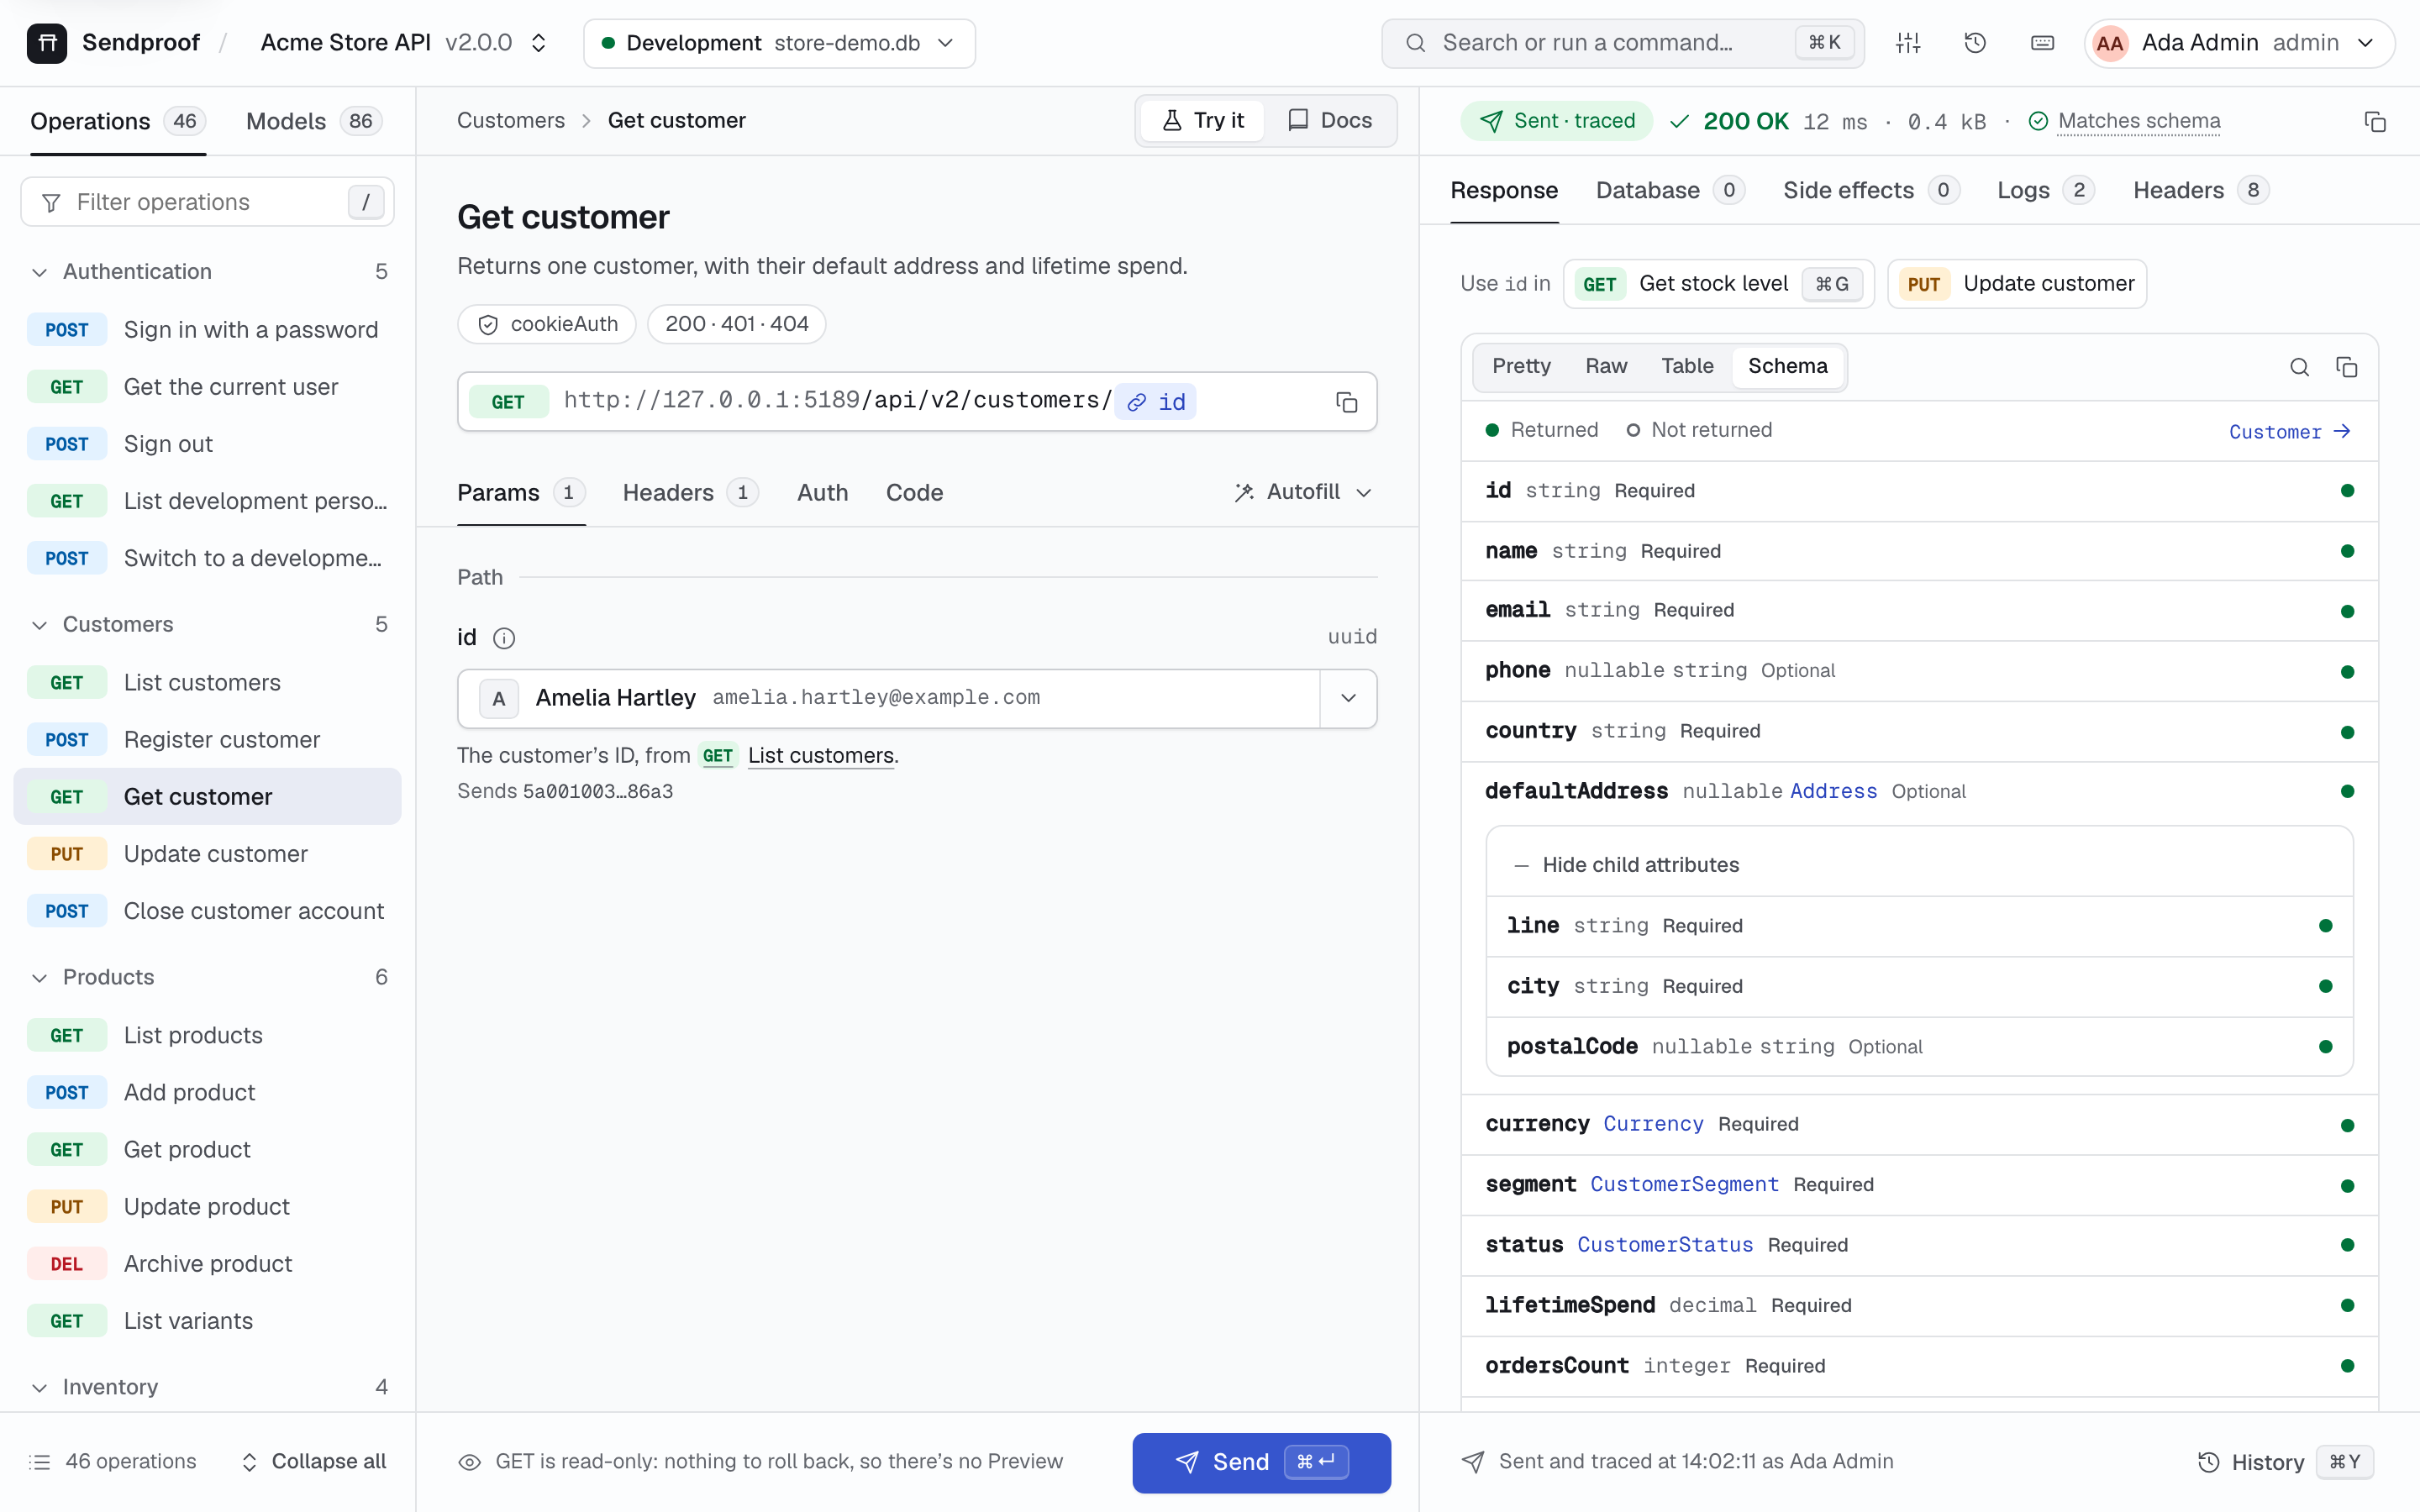 Sendproof / Acme Store API v2.0.0
Development store-demo.db
Search or run a command... ⌘K
AA Ada Admin admin
Operations 46 Models 86
Filter operations /
Authentication 5
POST Sign in with a password
GET Get the current user
POST Sign out
GET List development perso...
POST Switch to a developme...
Customers 5
GET List customers
POST Register customer
GET Get customer
PUT Update customer
POST Close customer account
Products 6
GET List products
POST Add product
GET Get product
PUT Update product
DEL Archive product
GET List variants
Inventory 4
46 operations Collapse all
Customers > Get customer
Try it Docs
Get customer
Returns one customer, with their default address and lifetime spend.
cookieAuth 200 · 401 · 404
GET http://127.0.0.1:5189/api/v2/customers/ id
Params 1 Headers 1 Auth Code Autofill
Path
id uuid
A Amelia Hartley amelia.hartley@example.com
The customer’s ID, from GET List customers.
Sends 5a001003…86a3
GET is read-only: nothing to roll back, so there’s no Preview
Send ⌘↵
Sent · traced 200 OK 12 ms · 0.4 kB · Matches schema
Response Database 0 Side effects 0 Logs 2 Headers 8
Use id in GET Get stock level ⌘G PUT Update customer
Pretty Raw Table Schema
Returned Not returned Customer →
id string Required
name string Required
email string Required
phone nullable string Optional
country string Required
defaultAddress nullable Address Optional
— Hide child attributes
line string Required
city string Required
postalCode nullable string Optional
currency Currency Required
segment CustomerSegment Required
status CustomerStatus Required
lifetimeSpend decimal Required
ordersCount integer Required
Sent and traced at 14:02:11 as Ada Admin
History ⌘Y